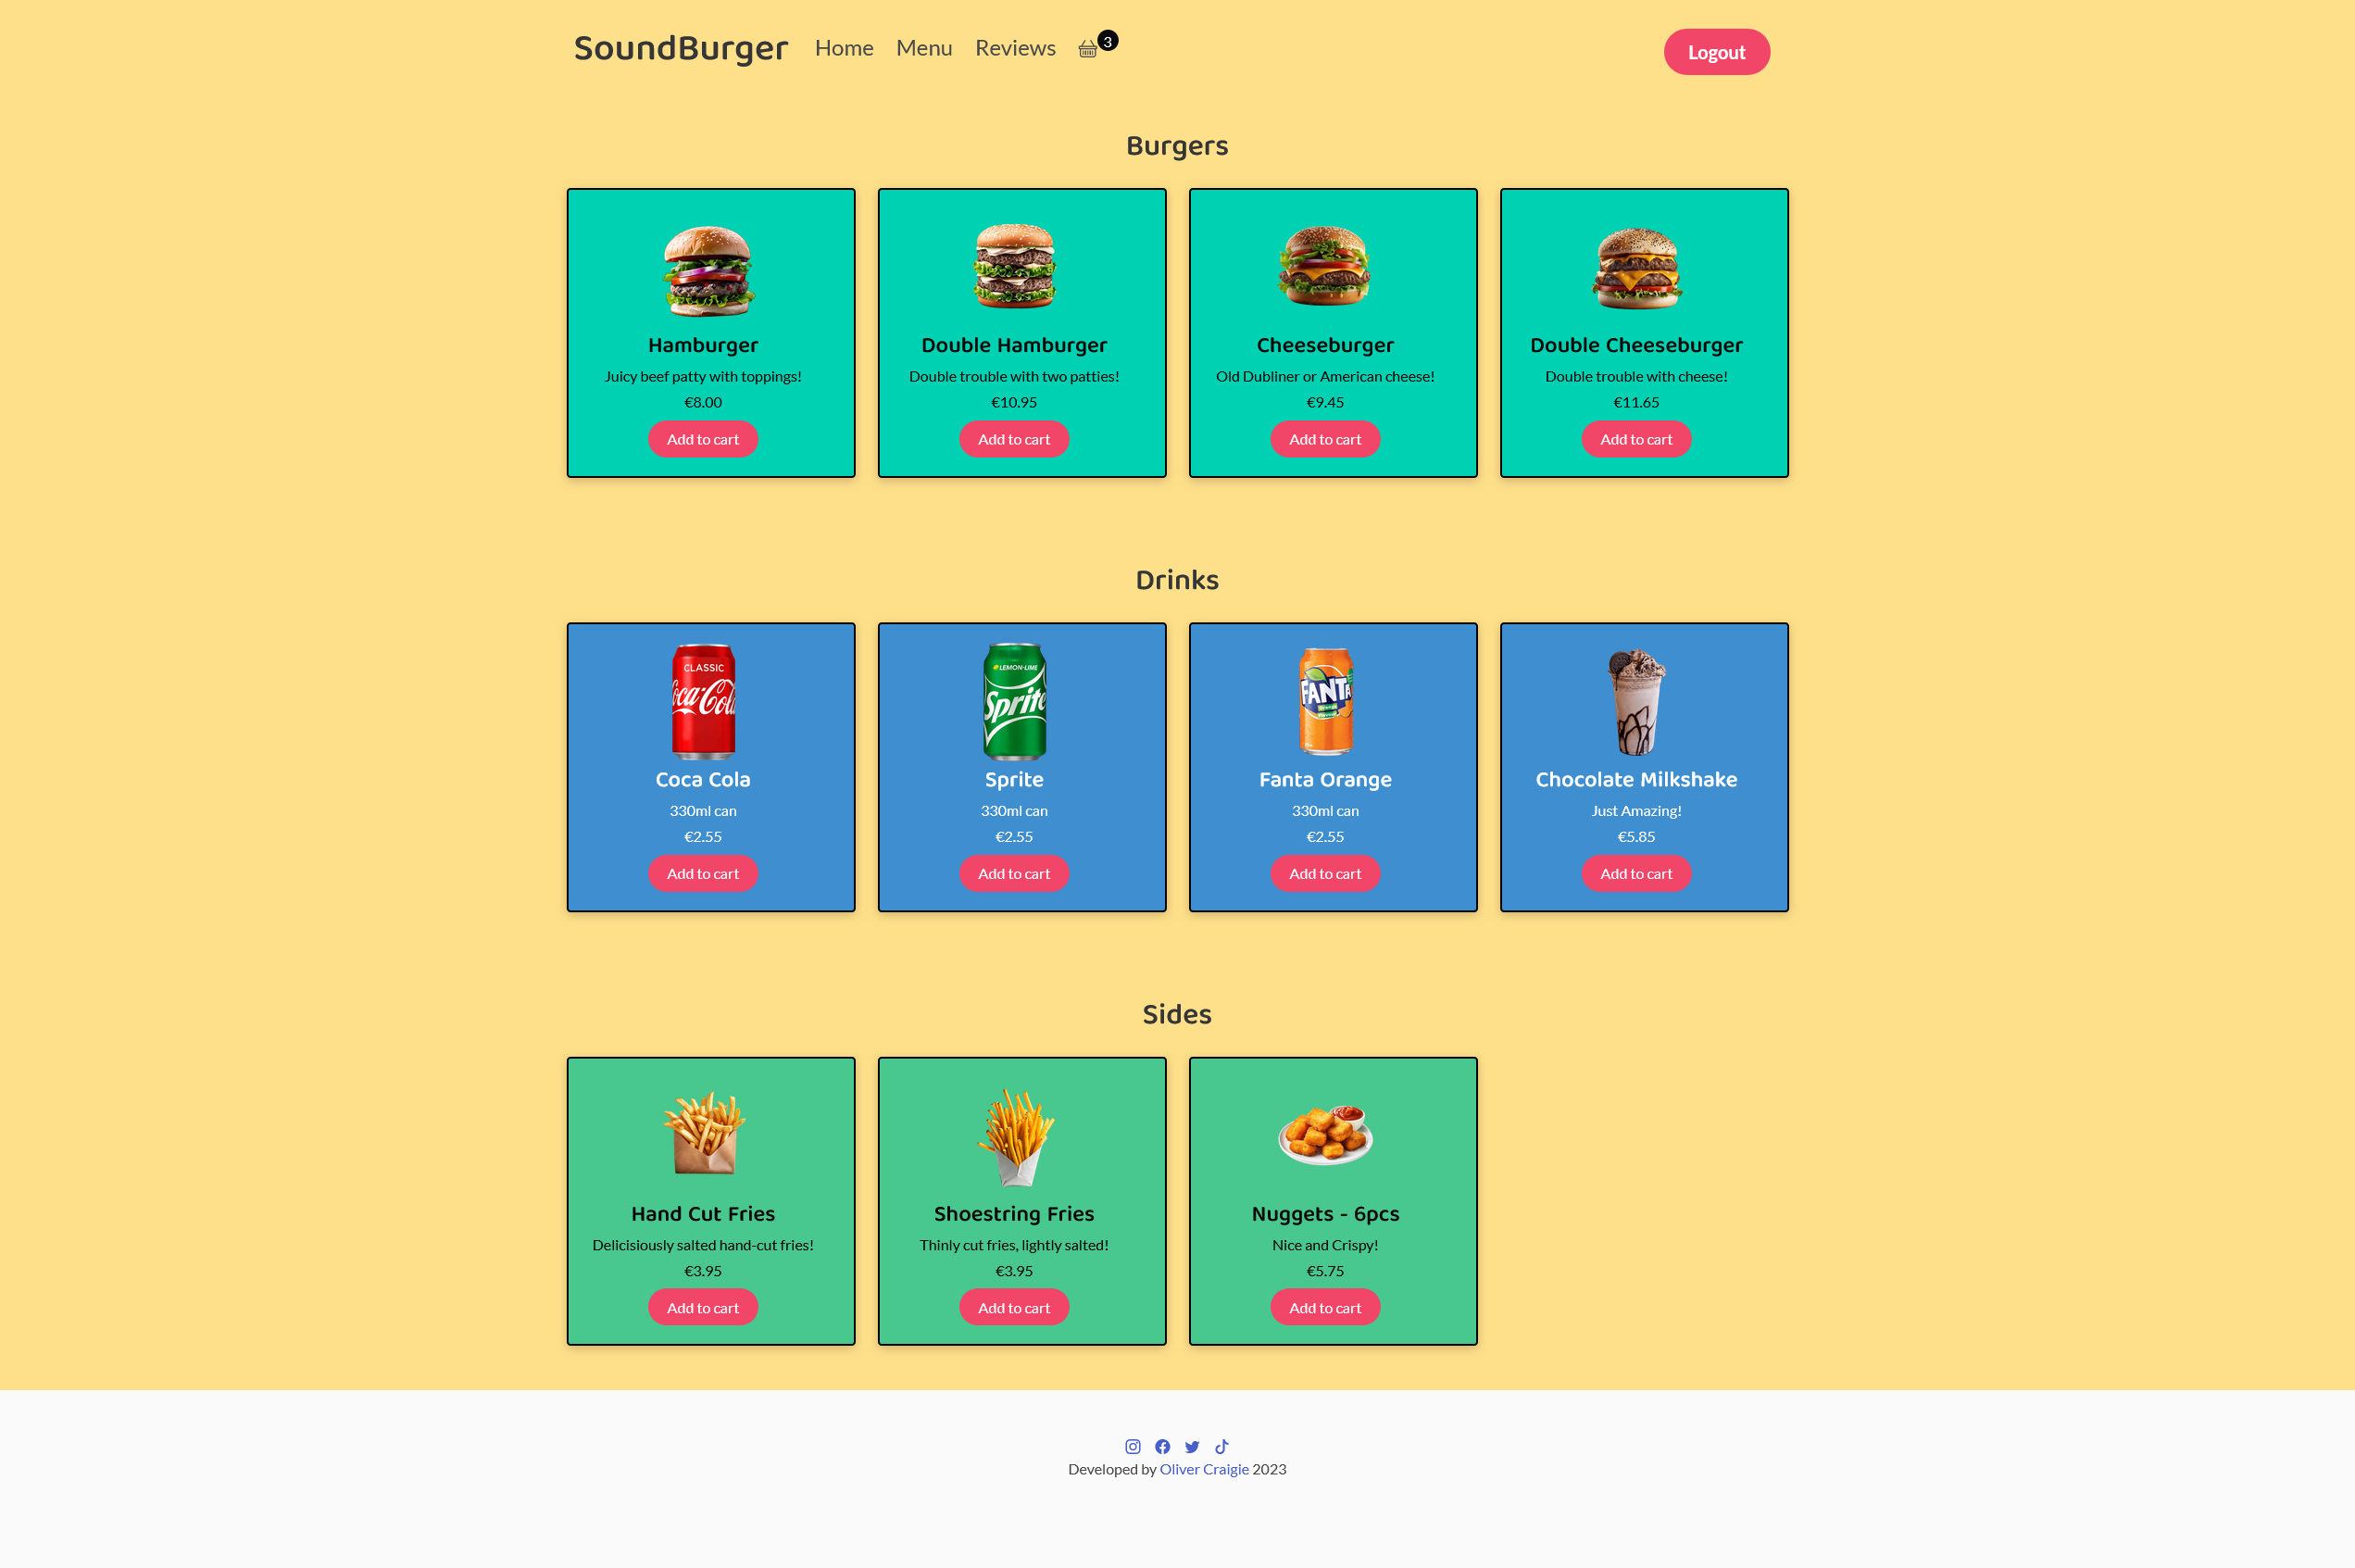 SoundBurger Home Menu Reviews 3 Logout
Burgers
Hamburger
Juicy beef patty with toppings!
€8.00
Add to cart
Double Hamburger
Double trouble with two patties!
€10.95
Add to cart
Cheeseburger
Old Dubliner or American cheese!
€9.45
Add to cart
Double Cheeseburger
Double trouble with cheese!
€11.65
Add to cart
Drinks
CLASSIC
Coca-Cola
Coca Cola
330ml can
€2.55
Add to cart
LEMON-LIME
Sprite
Sprite
330ml can
€2.55
Add to cart
FANTA
Fanta Orange
330ml can
€2.55
Add to cart
Chocolate Milkshake
Just Amazing!
€5.85
Add to cart
Sides
Hand Cut Fries
Delicisiously salted hand-cut fries!
€3.95
Add to cart
Shoestring Fries
Thinly cut fries, lightly salted!
€3.95
Add to cart
Nuggets - 6pcs
Nice and Crispy!
€5.75
Add to cart
Developed by Oliver Craigie 2023